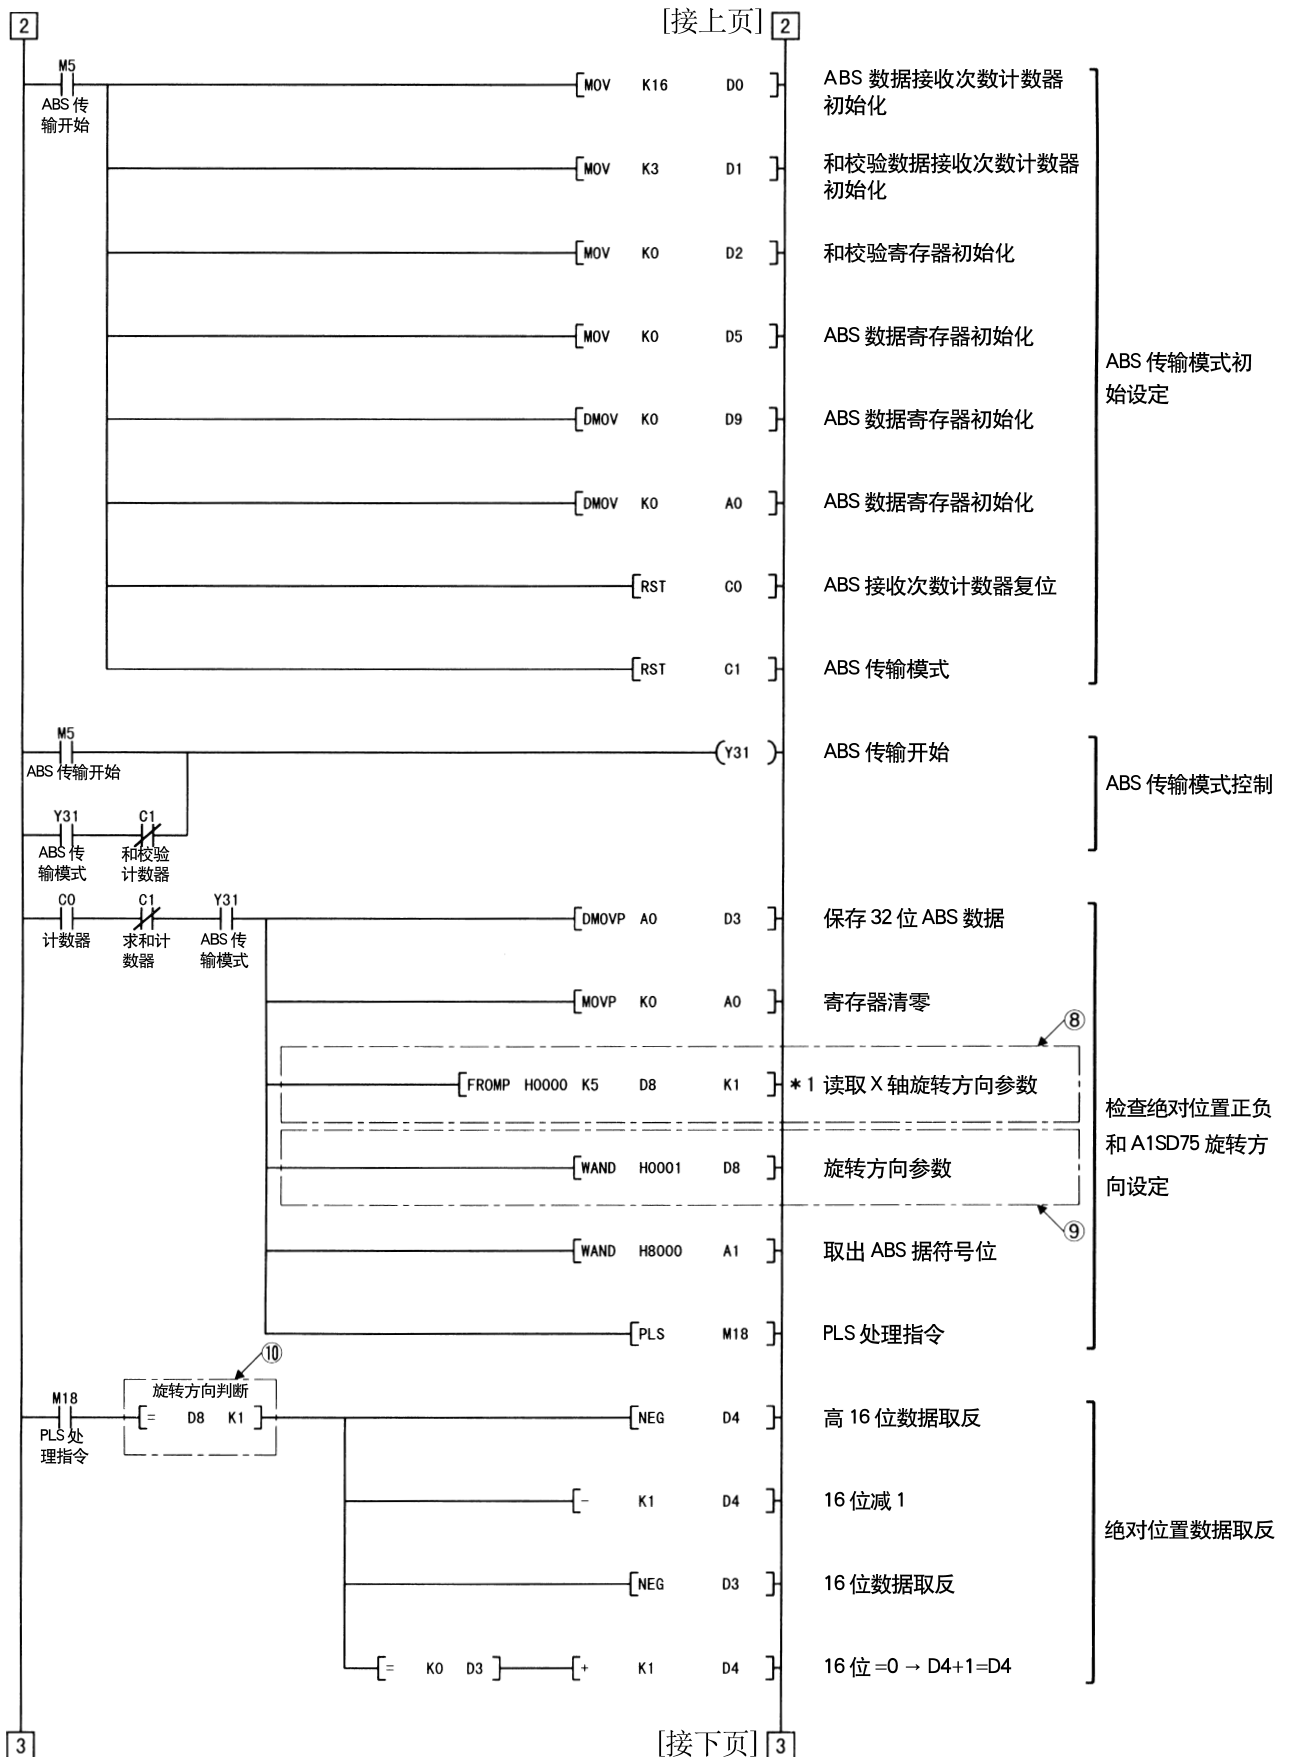 2 [接上页] 2
M5
ABS 传
输开始
MOV K16 D0
ABS 数据接收次数计数器
初始化
MOV K3 D1
和校验数据接收次数计数器
初始化
MOV K0 D2
和校验寄存器初始化
MOV K0 D5
ABS 数据寄存器初始化
ABS 传输模式初
始设定
DMOV K0 D9
ABS 数据寄存器初始化
DMOV K0 A0
ABS 数据寄存器初始化
RST C0
ABS 接收次数计数器复位
RST C1
ABS 传输模式
M5
ABS 传输开始
Y31
ABS 传输开始
ABS 传输模式控制
Y31 C1
ABS 传
输模式
和校验
计数器
C0 C1 Y31
计数器
求和计
数器
ABS 传
输模式
DMOVP A0 D3
保存 32 位 ABS 数据
MOVP K0 A0
寄存器清零
⑧
FROMP H0000 K5 D8 K1
*1 读取 X 轴旋转方向参数
检查绝对位置正负
和 A1SD75 旋转方
向设定
WAND H0001 D8
旋转方向参数
⑨
WAND H8000 A1
取出 ABS 据符号位
PLS M18
PLS 处理指令
⑩
M18
PLS 处
理指令
旋转方向判断
= D8 K1
NEG D4
高 16 位数据取反
- K1 D4
16 位减 1
绝对位置数据取反
NEG D3
16 位数据取反
= K0 D3
+ K1 D4
16 位 =0 → D4+1=D4
3 [接下页] 3